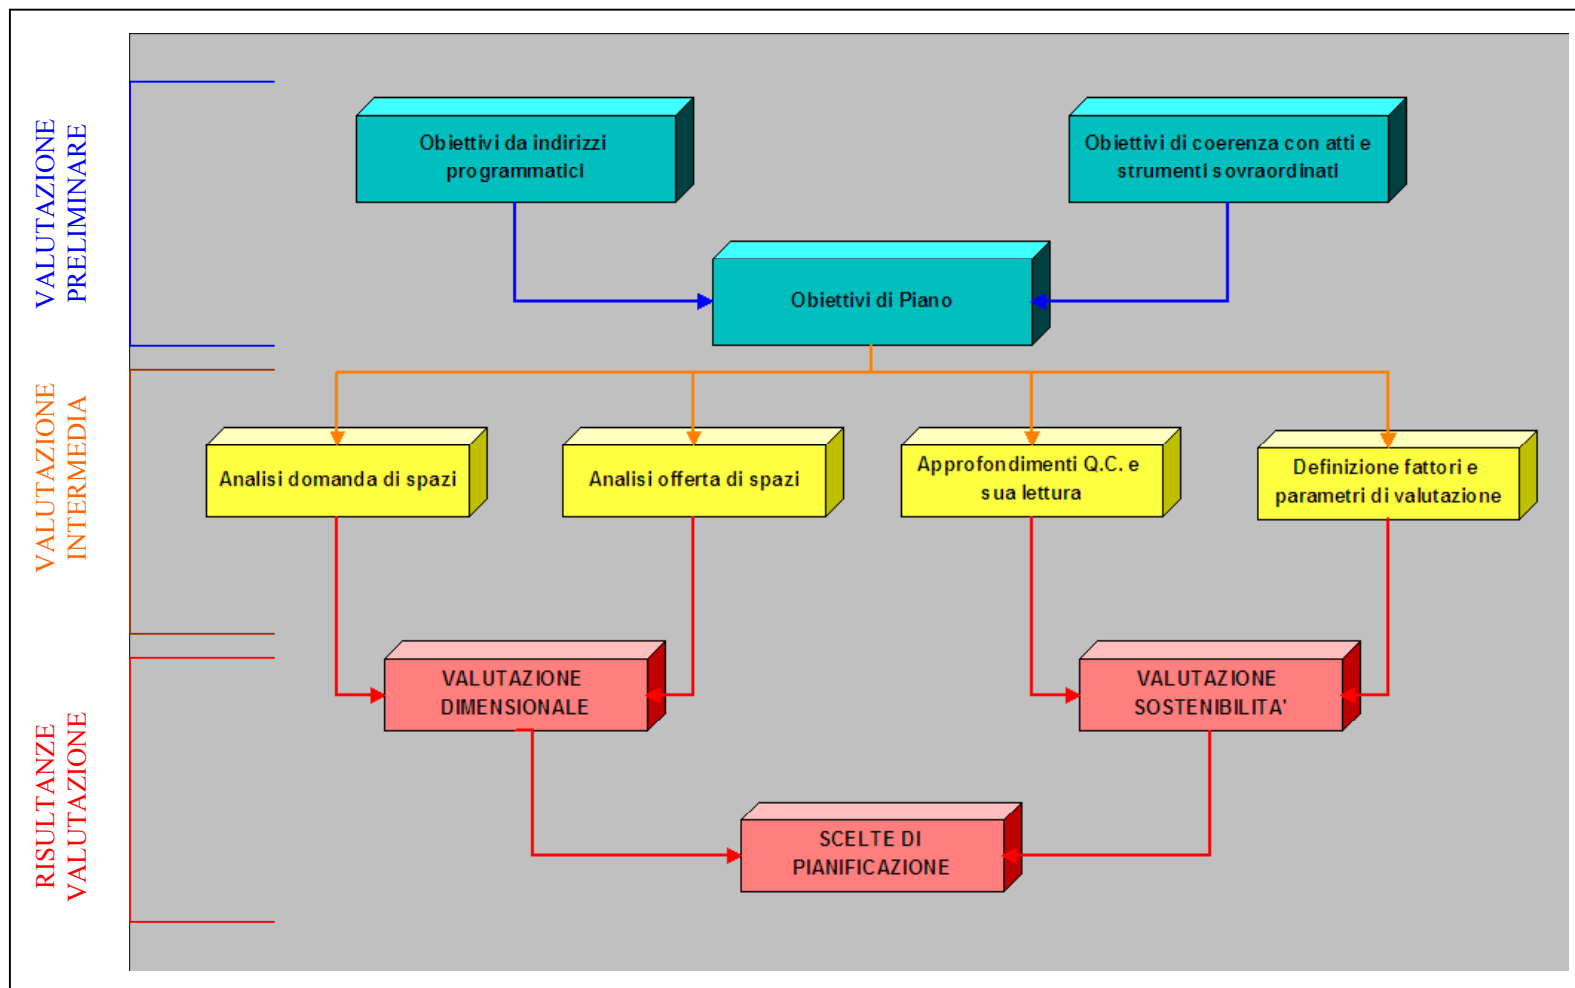 VALUTAZIONE
PRELIMINARE
Obiettivi da indirizzi
programmatici
Obiettivi di coerenza con atti e
strumenti sovraordinati
Obiettivi di Piano
VALUTAZIONE
INTERMEDIA
Analisi domanda di spazi
Analisi offerta di spazi
Approfondimenti Q.C. e
sua lettura
Definizione fattori e
parametri di valutazione
RISULTANZE
VALUTAZIONE
VALUTAZIONE
DIMENSIONALE
VALUTAZIONE
SOSTENIBILITA'
SCELTE DI
PIANIFICAZIONE